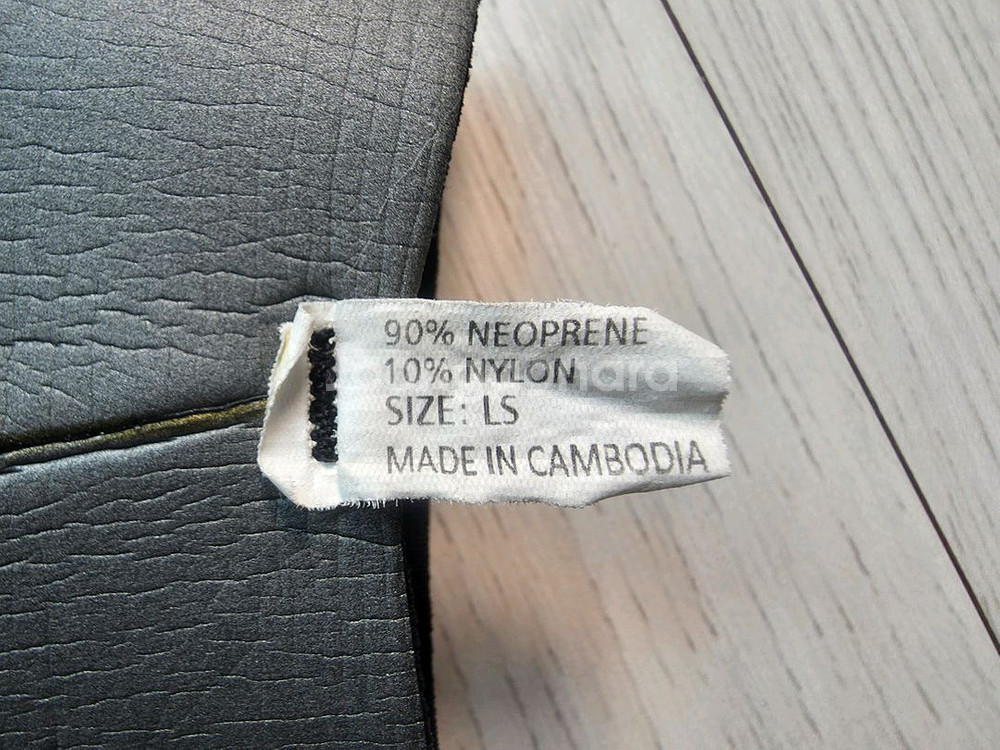 90% NEOPRENE
10% NYLON
SIZE: LS
MADE IN CAMBODIA